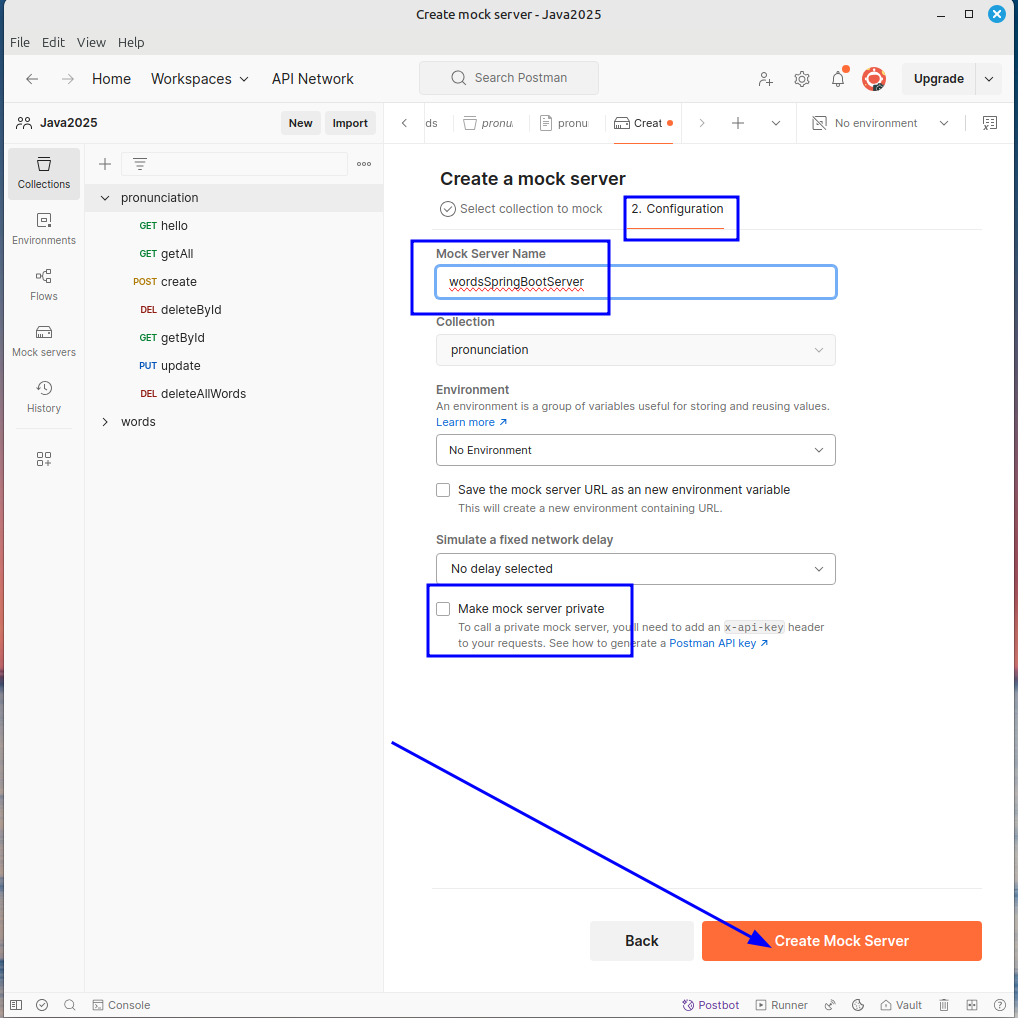 Create mock server - Java2025
File Edit View Help
Home Workspaces API Network Search Postman Upgrade
Java2025 New Import ds pronu pronu Creat No environment
Collections
Environments
Flows
Mock servers
History
pronunciation
GET hello
GET getAll
POST create
DEL deleteById
GET getById
PUT update
DEL deleteAllWords
words
Create a mock server
Select collection to mock 2. Configuration
Mock Server Name
wordsSpringBootServer
Collection
pronunciation
Environment
An environment is a group of variables useful for storing and reusing values.
Learn more ↗
No Environment
Save the mock server URL as an new environment variable
This will create a new environment containing URL.
Simulate a fixed network delay
No delay selected
Make mock server private
To call a private mock server, you'll need to add an x-api-key header
to your requests. See how to generate a Postman API key ↗
Back Create Mock Server
Console Postbot Runner Vault